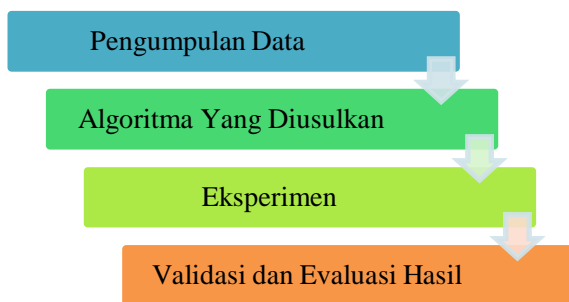 Pengumpulan Data
Algoritma Yang Diusulkan
Eksperimen
Validasi dan Evaluasi Hasil